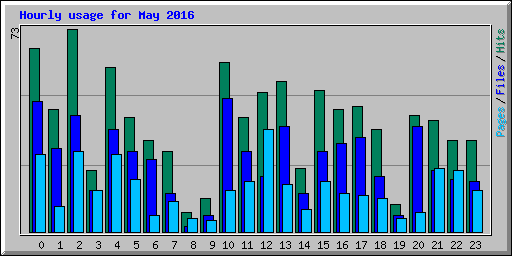 Hourly usage for May 2016
73
Pages / Files / Hits
0 1 2 3 4 5 6 7 8 9 10 11 12 13 14 15 16 17 18 19 20 21 22 23